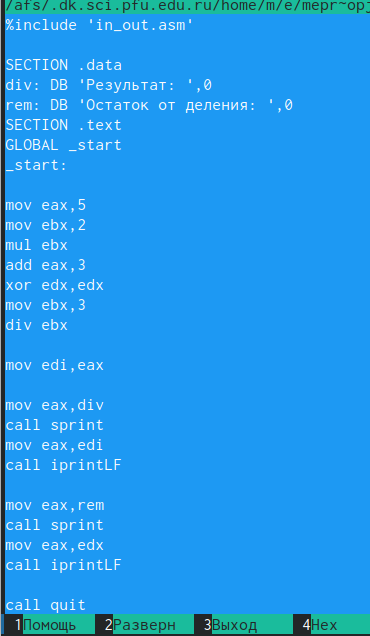 /afs/.dk.sci.pfu.edu.ru/home/m/e/mepr~opj
%include 'in_out.asm'
SECTION .data
div: DB 'Результат: ',0
rem: DB 'Остаток от деления: ',0
SECTION .text
GLOBAL _start
_start:
mov eax,5
mov ebx,2
mul ebx
add eax,3
xor edx,edx
mov ebx,3
div ebx
mov edi,eax
mov eax,div
call sprint
mov eax,edi
call iprintLF
mov eax,rem
call sprint
mov eax,edx
call iprintLF
call quit
1Помощь 2Разверн 3Выход 4Hex